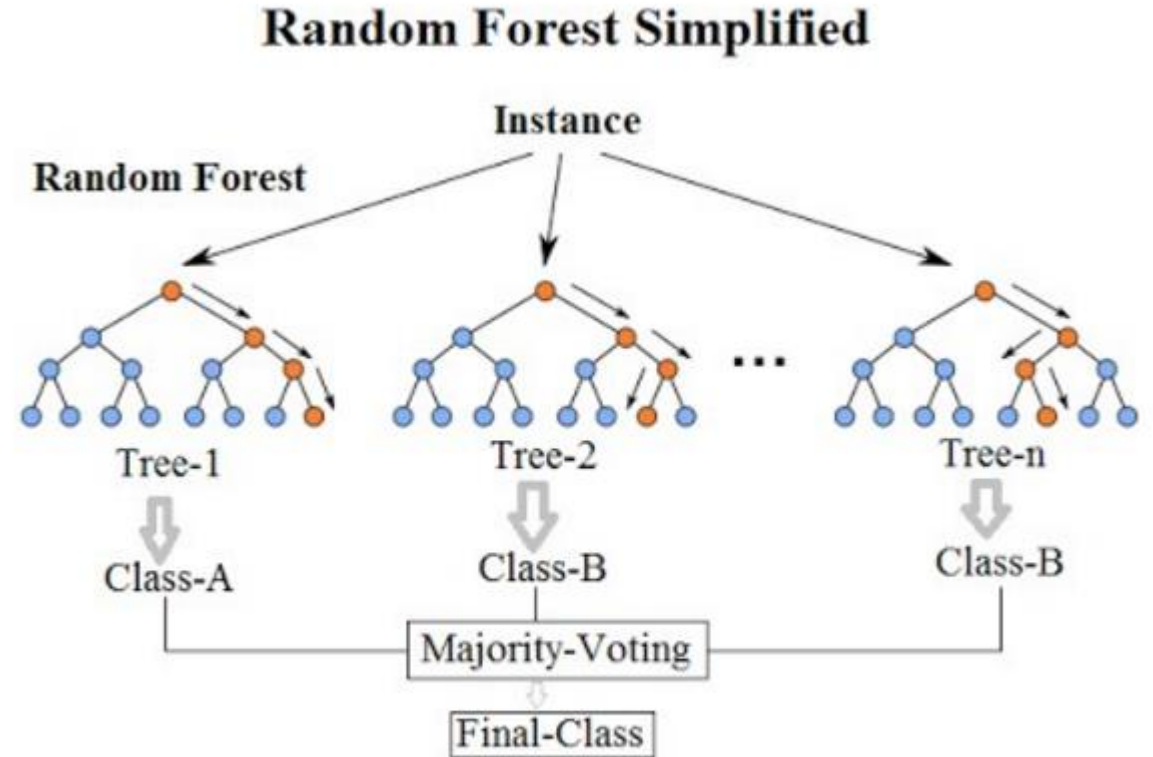 Random Forest Simplified
Instance
Random Forest
...
Tree-1
Tree-2
Tree-n
Class-A
Class-B
Class-B
Majority-Voting
Final-Class